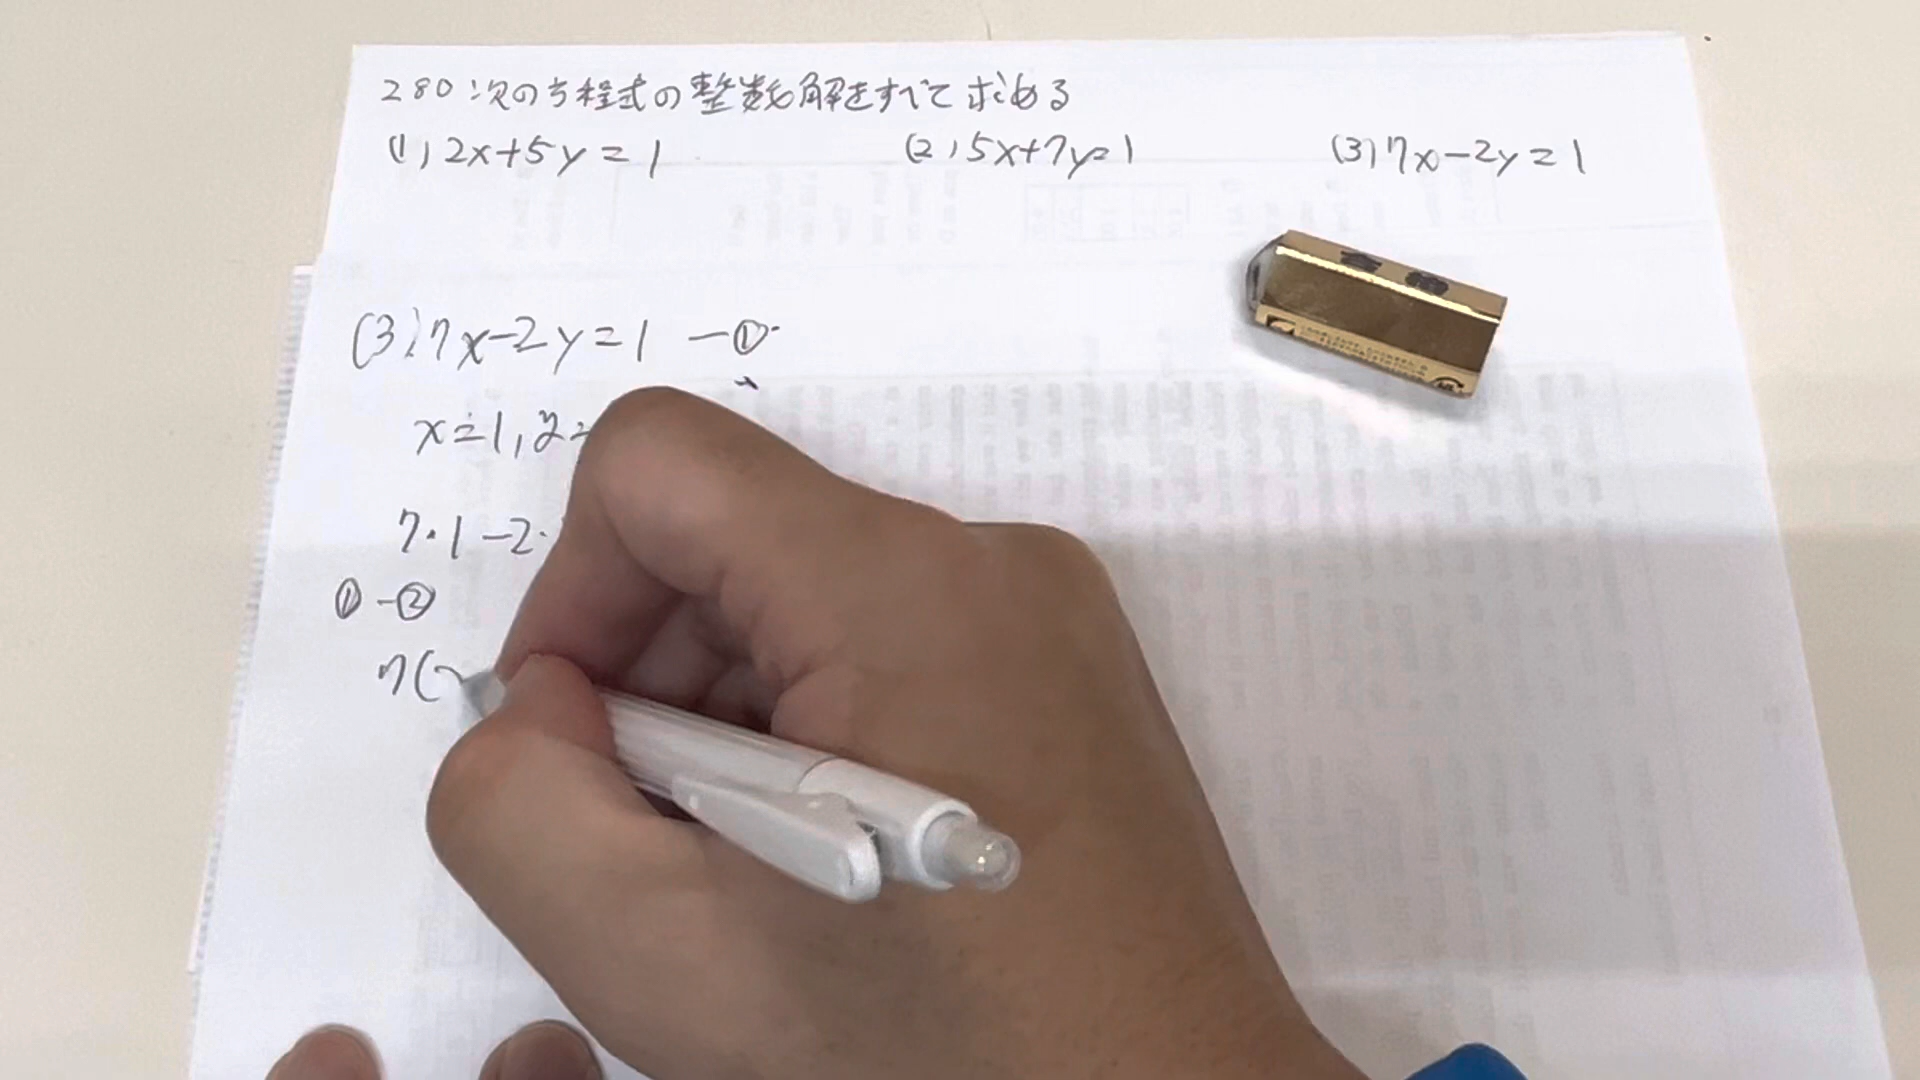 280 次の方程式の整数解をすべて求める
(1) 2x+5y=1 (2) 5x+7y=1 (3) 7x-2y=1
(3) 7x-2y=1 ー①
x=1, y=
7・1-2・
①-②
7(